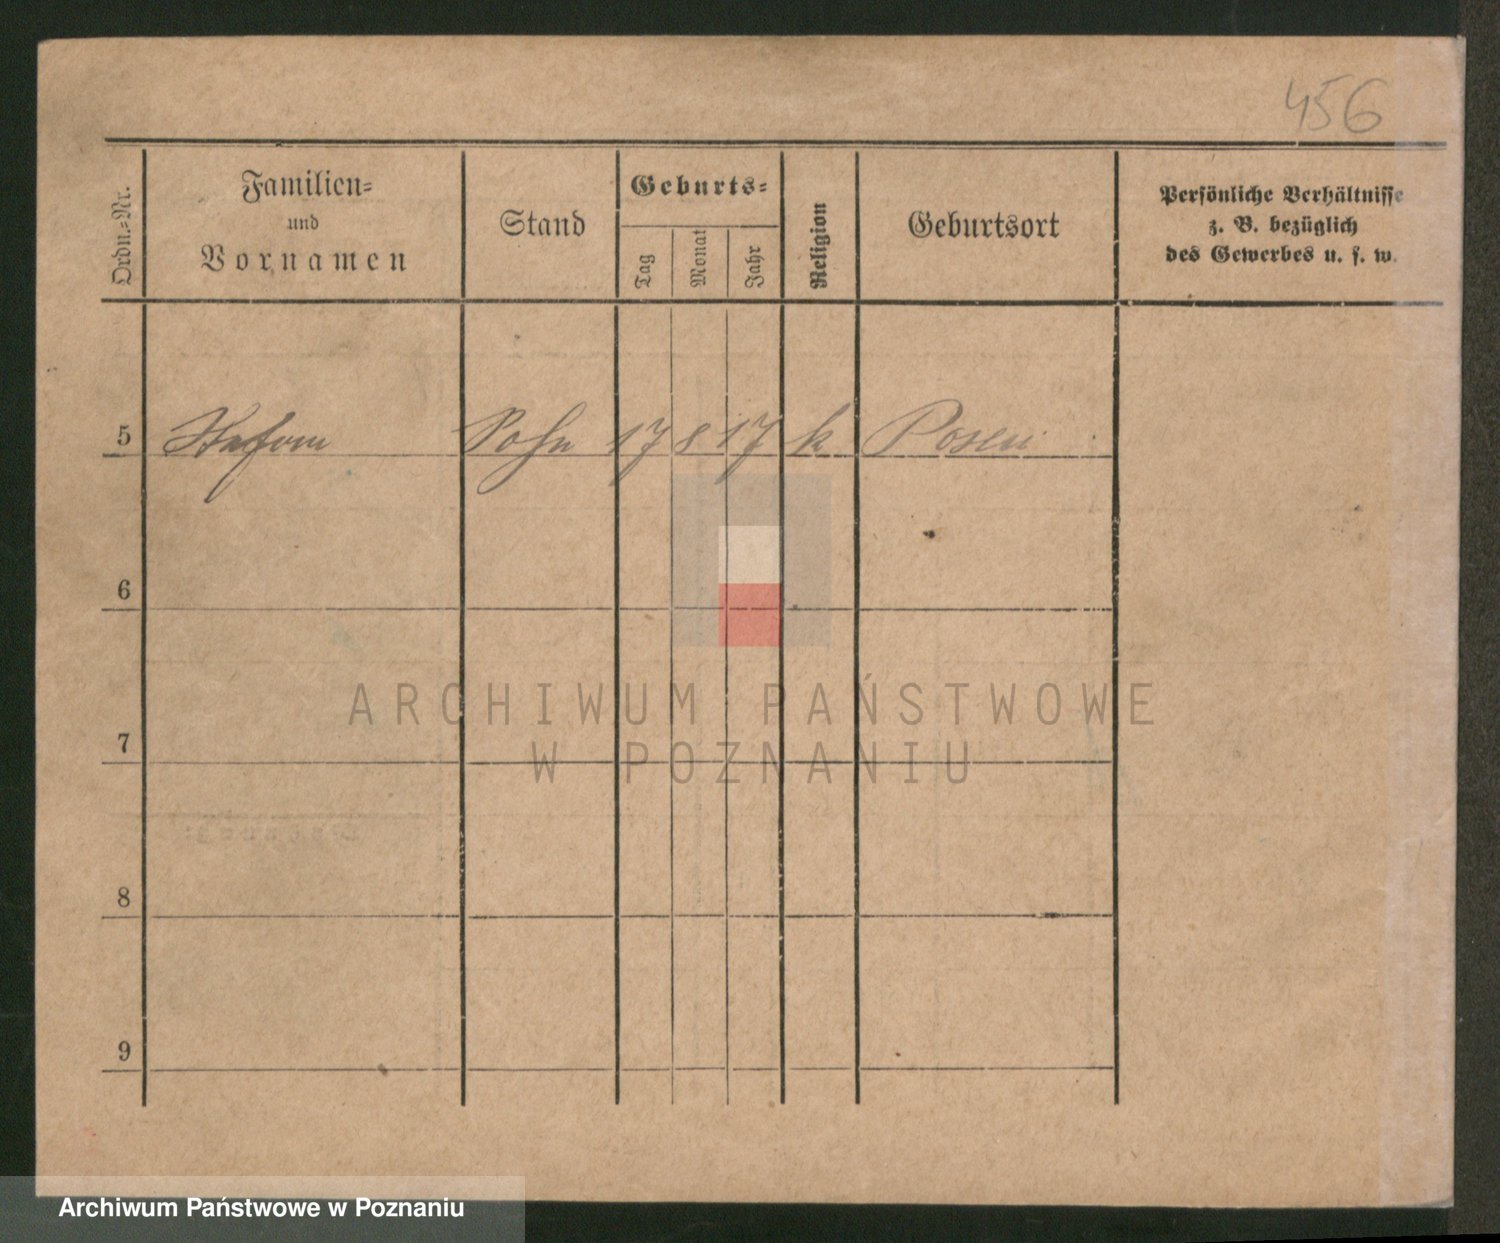 456
Ordn.-Nr.
Familien-
und
Vornamen
Stand
Geburts-
Tag
Monat
Jahr
Religion
Geburtsort
Persönliche Verhältnisse
z. B. bezüglich
des Gewerbes u. s. w.
5 Sohn 17 8 17 k Posen
6
7
8
9
ARCHIWUM PAŃSTWOWE
W POZNANIU
Archiwum Państwowe w Poznaniu